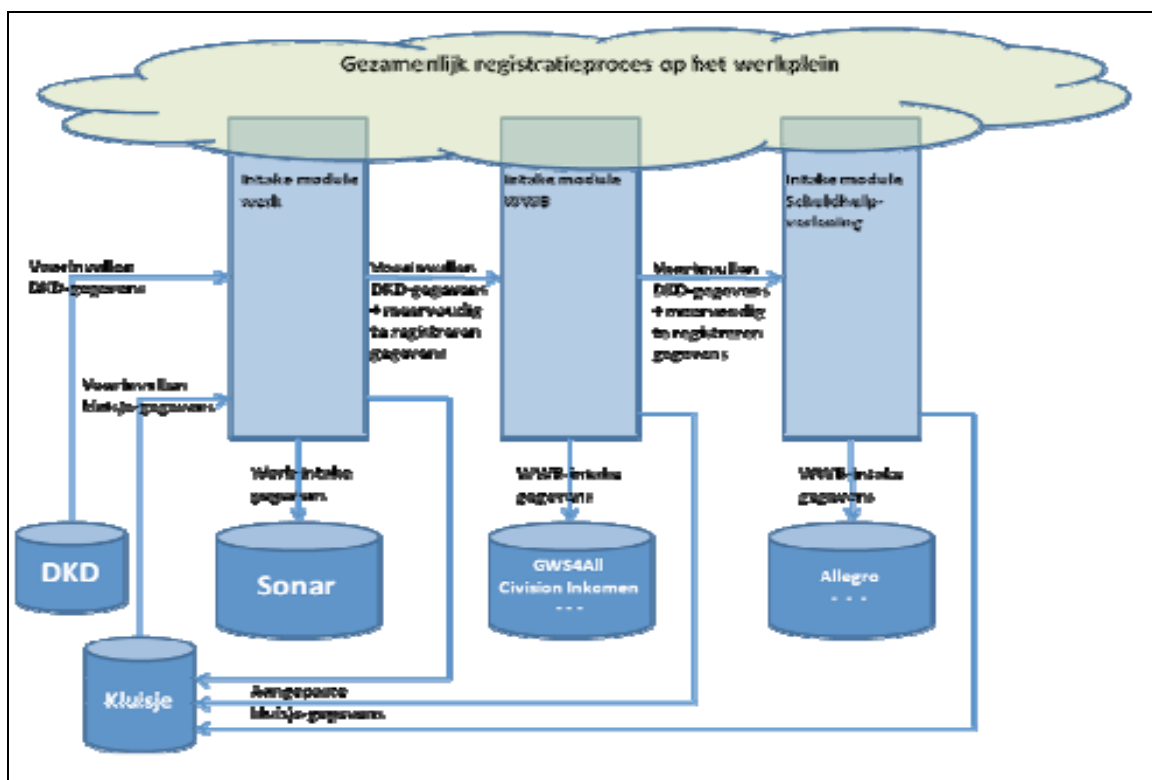 Gezamenlijk registratieproces op het werkplein
Intake module
werk
Intake module
WWB
Intake module
Schuldhulp-
verlening
Voorinvullen
DKD-gegevens
Voorinvullen
DKD-gegevens
+ meervoudig
te registreren
gegevens
Voorinvullen
DKD-gegevens
+ meervoudig
te registreren
gegevens
Voorinvullen
kluisje-gegevens
Werk-intake
gegevens
WWB-intake
gegevens
WWB-intake
gegevens
DKD
Sonar
GWS4All
Civision Inkomen
- - -
Allegro
- - -
Kluisje
Aangepaste
kluisje-gegevens